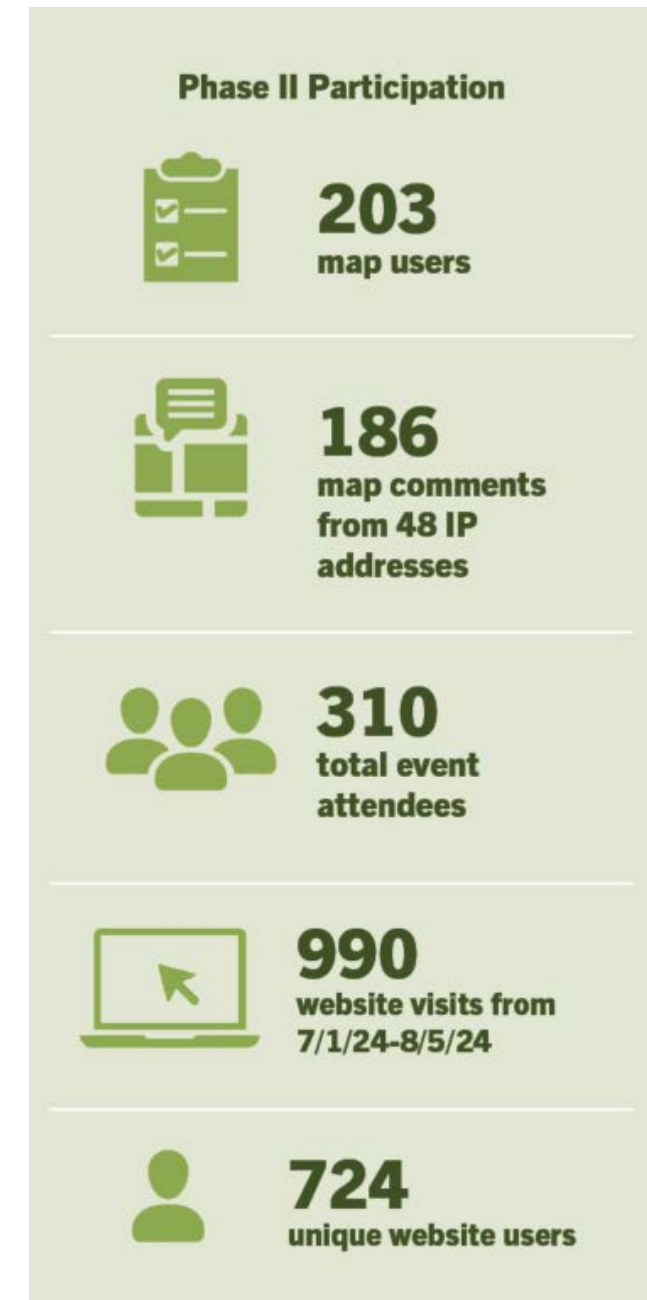 Phase II Participation
203
map users
186
map comments
from 48 IP
addresses
310
total event
attendees
990
website visits from
7/1/24-8/5/24
724
unique website users